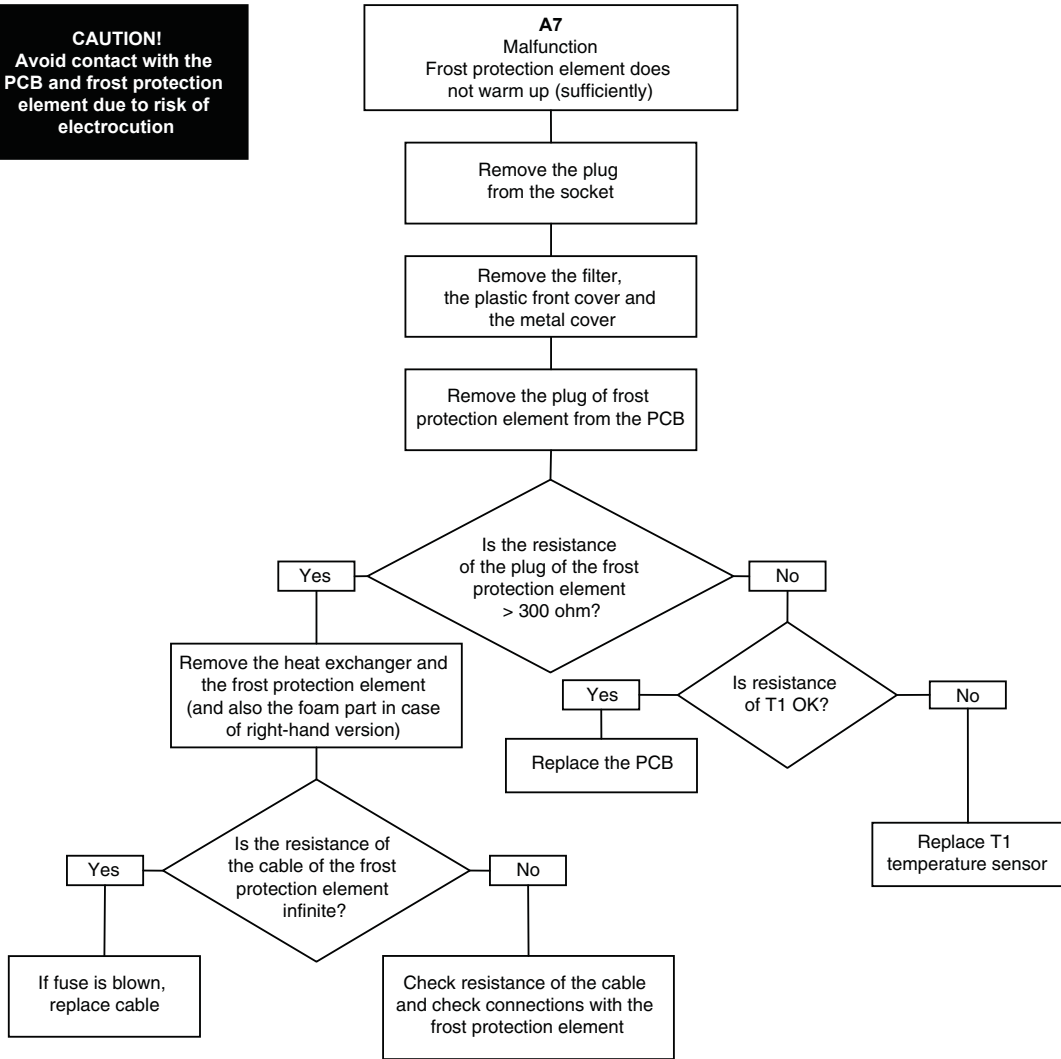 CAUTION!
Avoid contact with the
PCB and frost protection
element due to risk of
electrocution
A7
Malfunction
Frost protection element does
not warm up (sufficiently)
Remove the plug
from the socket
Remove the filter,
the plastic front cover and
the metal cover
Remove the plug of frost
protection element from the PCB
Is the resistance
of the plug of the frost
protection element
> 300 ohm?
Yes
No
Remove the heat exchanger and
the frost protection element
(and also the foam part in case
of right-hand version)
Is resistance
of T1 OK?
Yes
No
Replace the PCB
Replace T1
temperature sensor
Is the resistance of
the cable of the frost
protection element
infinite?
Yes
No
If fuse is blown,
replace cable
Check resistance of the cable
and check connections with the
frost protection element